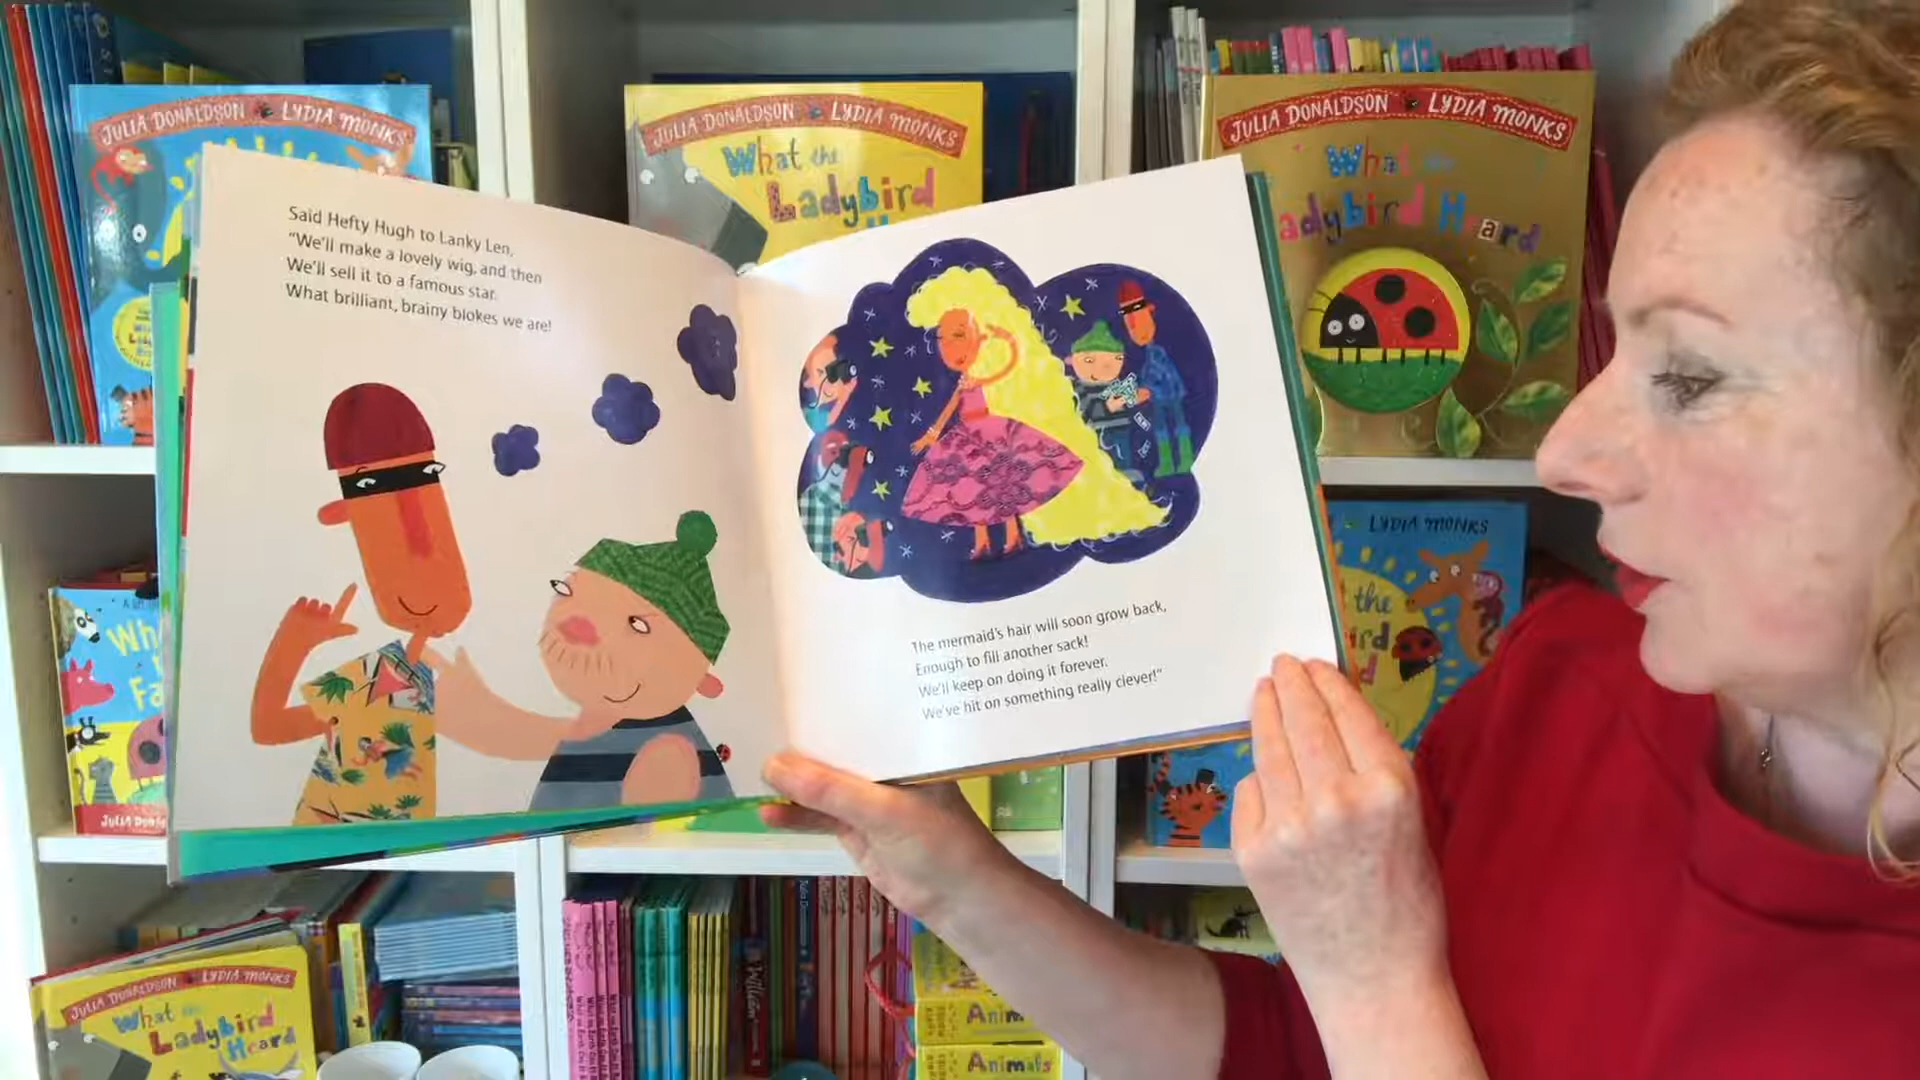 JULIA DONALDSON LYDIA MONKS
JULIA DONALDSON LYDIA MONKS
What the
Ladybird
JULIA DONALDSON LYDIA MONKS
What the
Ladybird Heard
Said Hefty Hugh to Lanky Len,
"We'll make a lovely wig, and then
We'll sell it to a famous star.
What brilliant, brainy blokes we are!
The mermaid's hair will soon grow back,
Enough to fill another sack!
We'll keep on doing it forever.
We've hit on something really clever!"
LYDIA MONKS
the
JULIA DONALDSON LYDIA MONKS
What the
Ladybird
Heard
Animals